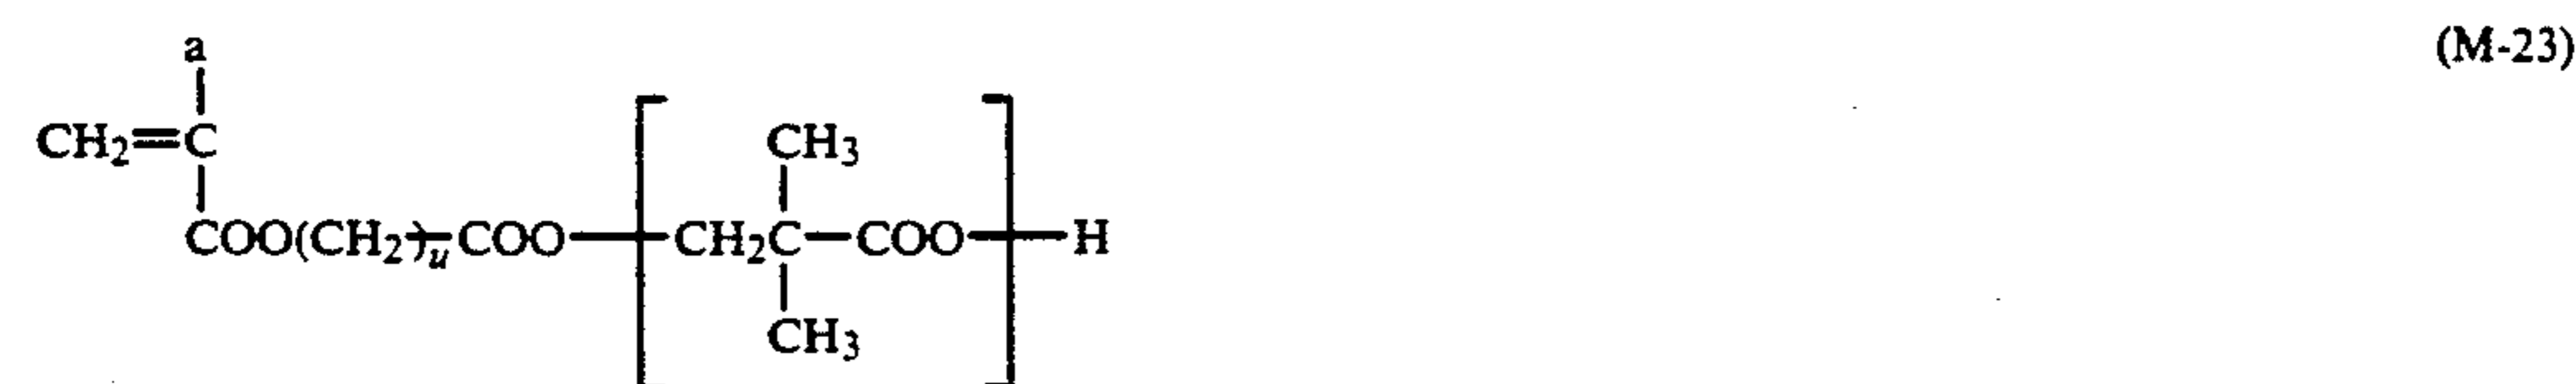 a (M-23)
CH₃
CH₂=C
COO(CH₂)ᵤCOO—[CH₂C—COO]—H
CH₃